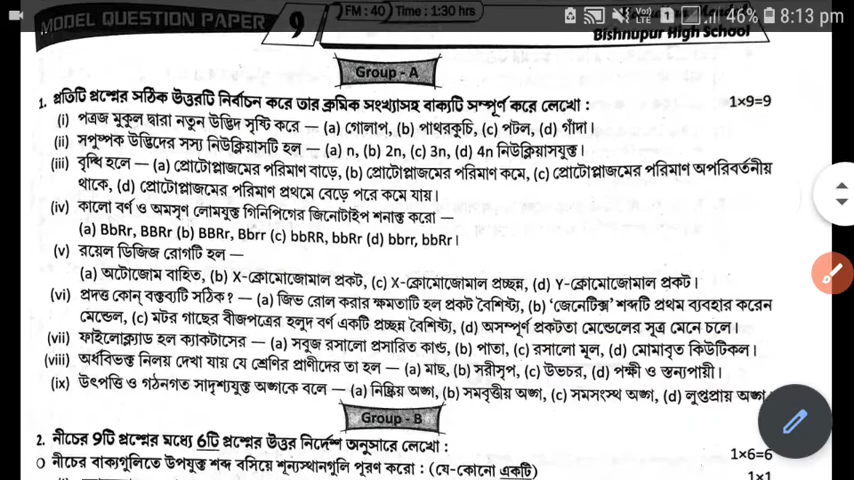 46% 8:13 pm
MODEL QUESTION PAPER 9 FM : 40 Time : 1:30 hrs
Bishnupur High School
Group - A
1. প্রতিটি প্রশ্নের সঠিক উত্তরটি নির্বাচন করে তার ক্রমিক সংখ্যাসহ বাক্যটি সম্পূর্ণ করে লেখো : 1×9=9
(i) পত্রজ মুকুল দ্বারা নতুন উদ্ভিদ সৃষ্টি করে — (a) গোলাপ, (b) পাথরকুচি, (c) পটল, (d) গাঁদা।
(ii) সপুষ্পক উদ্ভিদের সস্য নিউক্লিয়াসটি হল — (a) n, (b) 2n, (c) 3n, (d) 4n নিউক্লিয়াসযুক্ত।
(iii) বৃদ্ধি হলে — (a) প্রোটোপ্লাজমের পরিমাণ বাড়ে, (b) প্রোটোপ্লাজমের পরিমাণ কমে, (c) প্রোটোপ্লাজমের পরিমাণ অপরিবর্তনীয়
থাকে, (d) প্রোটোপ্লাজমের পরিমাণ প্রথমে বেড়ে পরে কমে যায়।
(iv) কালো বর্ণ ও অমসৃণ লোমযুক্ত গিনিপিগের জিনোটাইপ শনাক্ত করো —
(a) BbRr, BBRr (b) BBRr, Bbrr (c) bbRR, bbRr (d) bbrr, bbRr।
(v) রয়েল ডিজিজ রোগটি হল —
(a) অটোজোম বাহিত, (b) X-ক্রোমোজোমাল প্রকট, (c) X-ক্রোমোজোমাল প্রচ্ছন্ন, (d) Y-ক্রোমোজোমাল প্রকট।
(vi) প্রদত্ত কোন্ বক্তব্যটি সঠিক? — (a) জিভ রোল করার ক্ষমতাটি হল প্রকট বৈশিষ্ট্য, (b) 'জেনেটিক্স' শব্দটি প্রথম ব্যবহার করেন
মেন্ডেল, (c) মটর গাছের বীজপত্রের হলুদ বর্ণ একটি প্রচ্ছন্ন বৈশিষ্ট্য, (d) অসম্পূর্ণ প্রকটতা মেন্ডেলের সূত্র মেনে চলে।
(vii) ফাইলোক্ল্যাড হল ক্যাকটাসের — (a) সবুজ রসালো প্রসারিত কাণ্ড, (b) পাতা, (c) রসালো মূল, (d) মোমাবৃত কিউটিকল।
(viii) অর্ধবিভক্ত নিলয় দেখা যায় যে শ্রেণির প্রাণীদের তা হল — (a) মাছ, (b) সরীসৃপ, (c) উভচর, (d) পক্ষী ও স্তন্যপায়ী।
(ix) উৎপত্তি ও গঠনগত সাদৃশ্যযুক্ত অঙ্গকে বলে — (a) নিষ্ক্রিয় অঙ্গ, (b) সমবৃত্তীয় অঙ্গ, (c) সমসংস্থ অঙ্গ, (d) লুপ্তপ্রায় অঙ্গ
Group - B
2. নীচের 9টি প্রশ্নের মধ্যে 6টি প্রশ্নের উত্তর নির্দেশ অনুসারে লেখো : 1×6=6
O নীচের বাক্যগুলিতে উপযুক্ত শব্দ বসিয়ে শূন্যস্থানগুলি পূরণ করো : (যে-কোনো একটি) 1×1